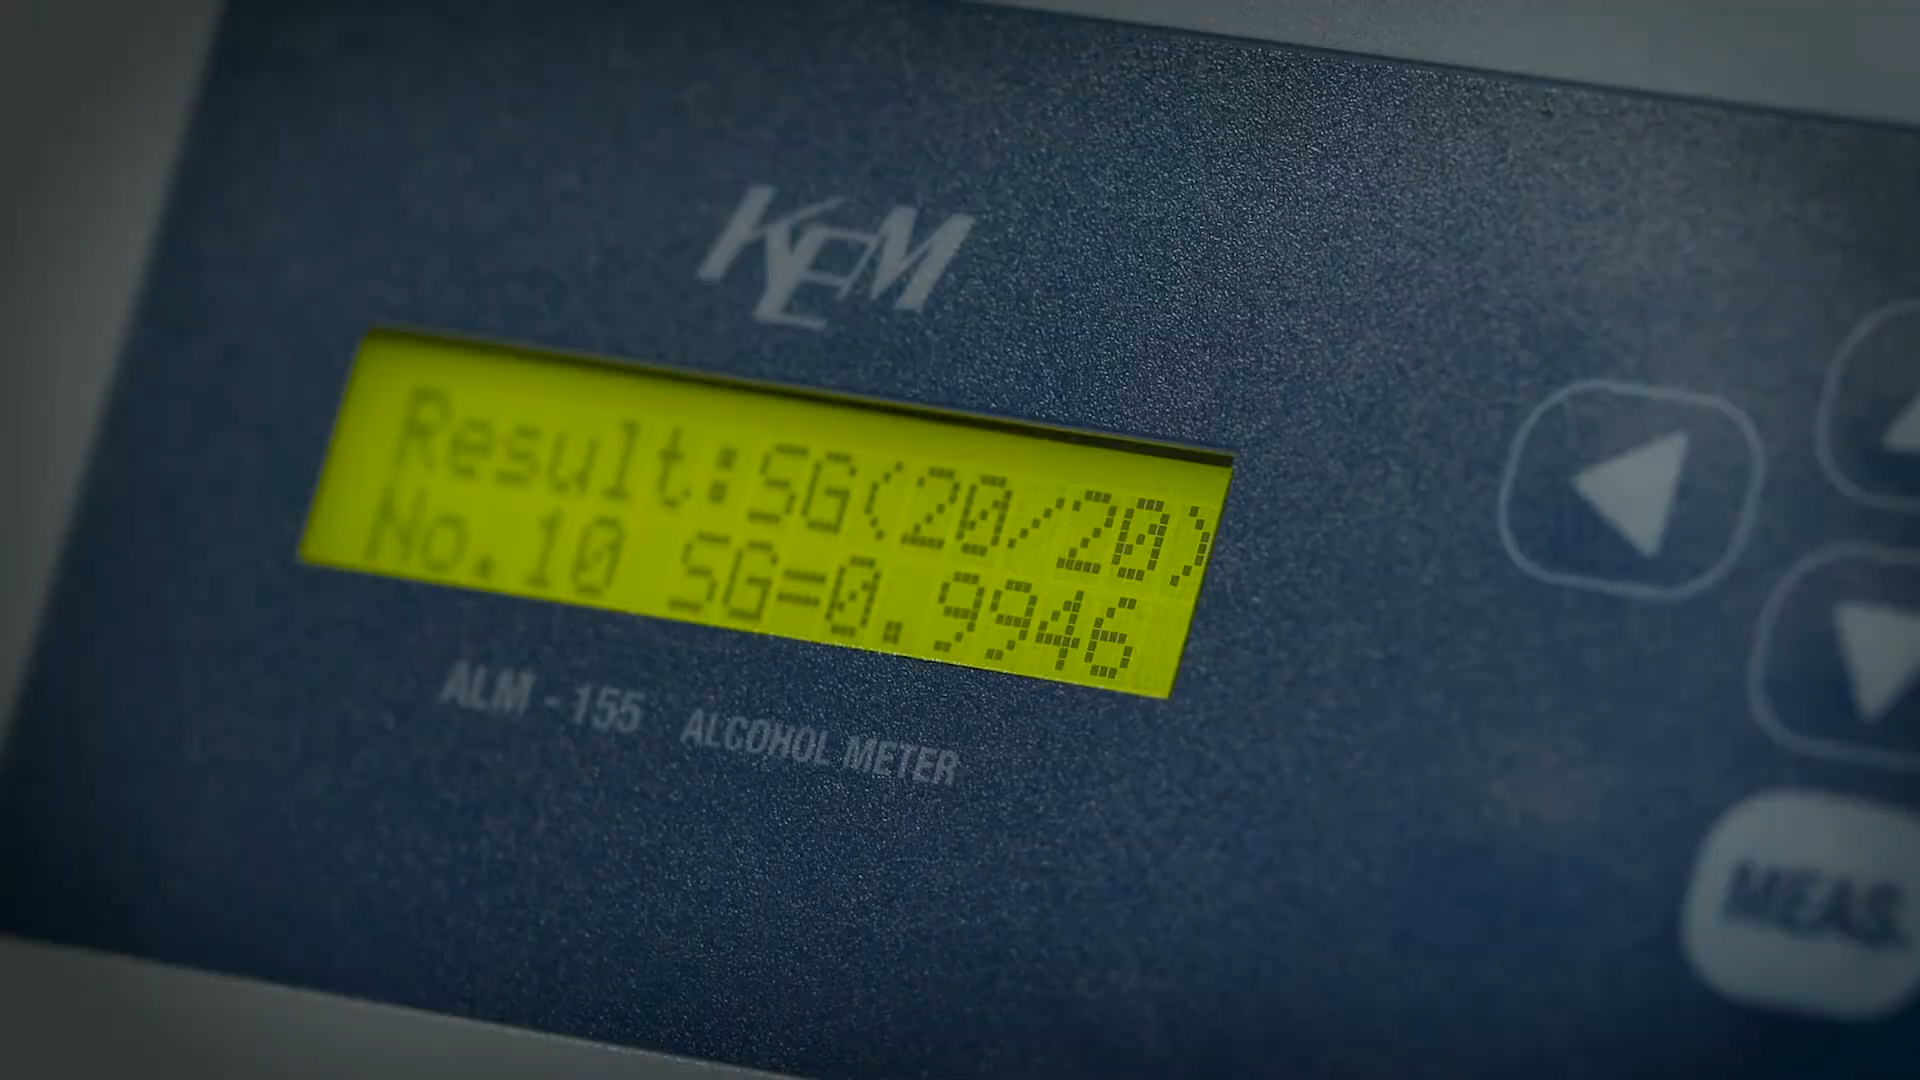 KEM
Result:SG(20/20)
No.10 SG=0.9946
ALM - 155 ALCOHOL METER
MEAS.